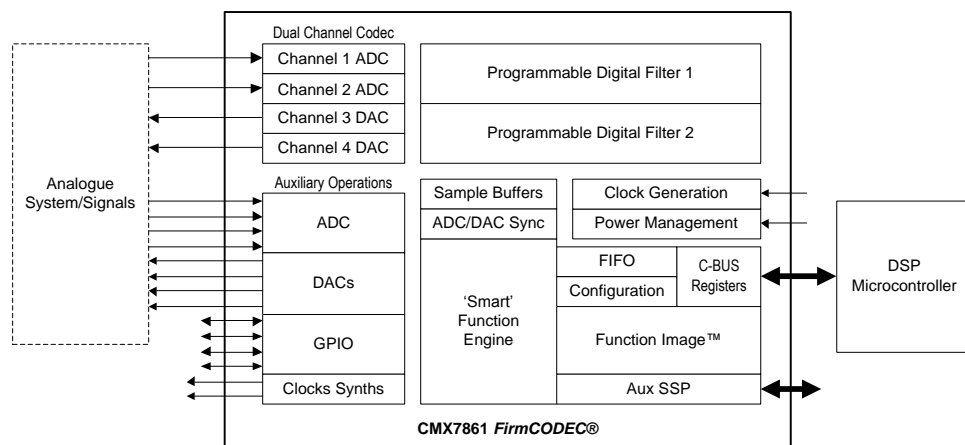 Dual Channel Codec
Channel 1 ADC
Channel 2 ADC
Channel 3 DAC
Channel 4 DAC
Programmable Digital Filter 1
Programmable Digital Filter 2
Analogue
System/Signals
Auxiliary Operations
ADC
DACs
GPIO
Clocks Synths
Sample Buffers
ADC/DAC Sync
'Smart'
Function
Engine
Clock Generation
Power Management
FIFO
Configuration
C-BUS
Registers
Function Image™
Aux SSP
DSP
Microcontroller
CMX7861 FirmCODEC®